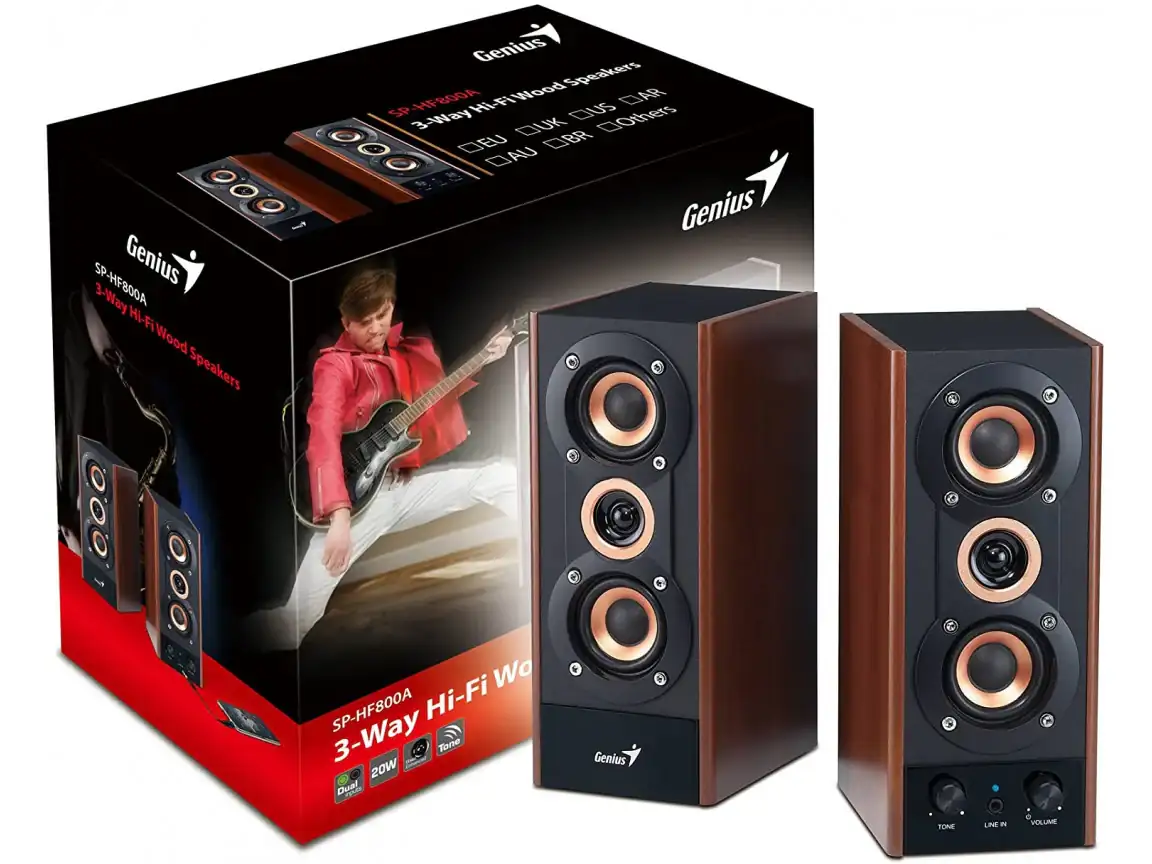 Genius
SP-HF800A
3-Way Hi-Fi Wood Speakers
□EU □UK □US □AR
□AU □BR □Others
Genius
Genius
SP-HF800A
3-Way Hi-Fi Wood Speakers
SP-HF800A
3-Way Hi-Fi Wo
Dual
inputs
20W
Tone
Genius
TONE
LINE IN
VOLUME